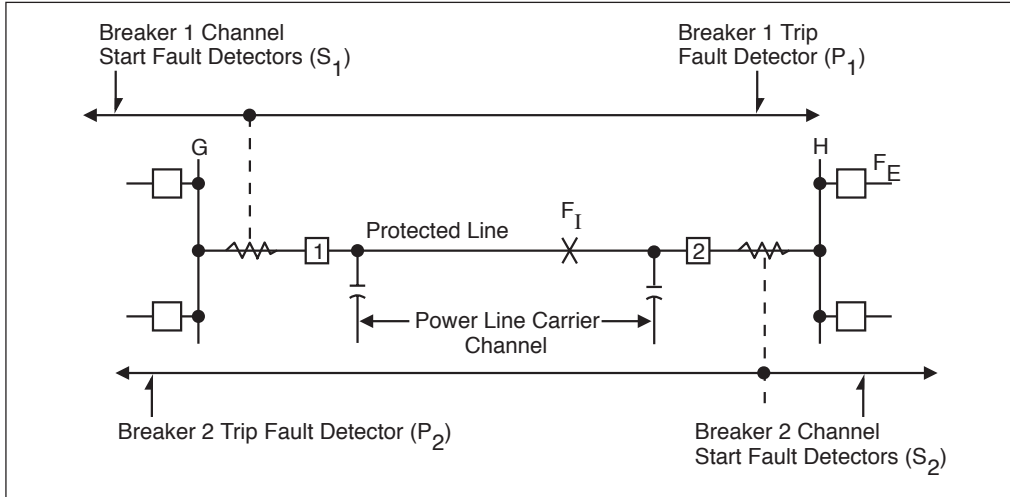 Breaker 1 Channel
Start Fault Detectors (S1)
Breaker 1 Trip
Fault Detector (P1)
G
H
FE
FI
Protected Line
1
2
Power Line Carrier
Channel
Breaker 2 Trip Fault Detector (P2)
Breaker 2 Channel
Start Fault Detectors (S2)